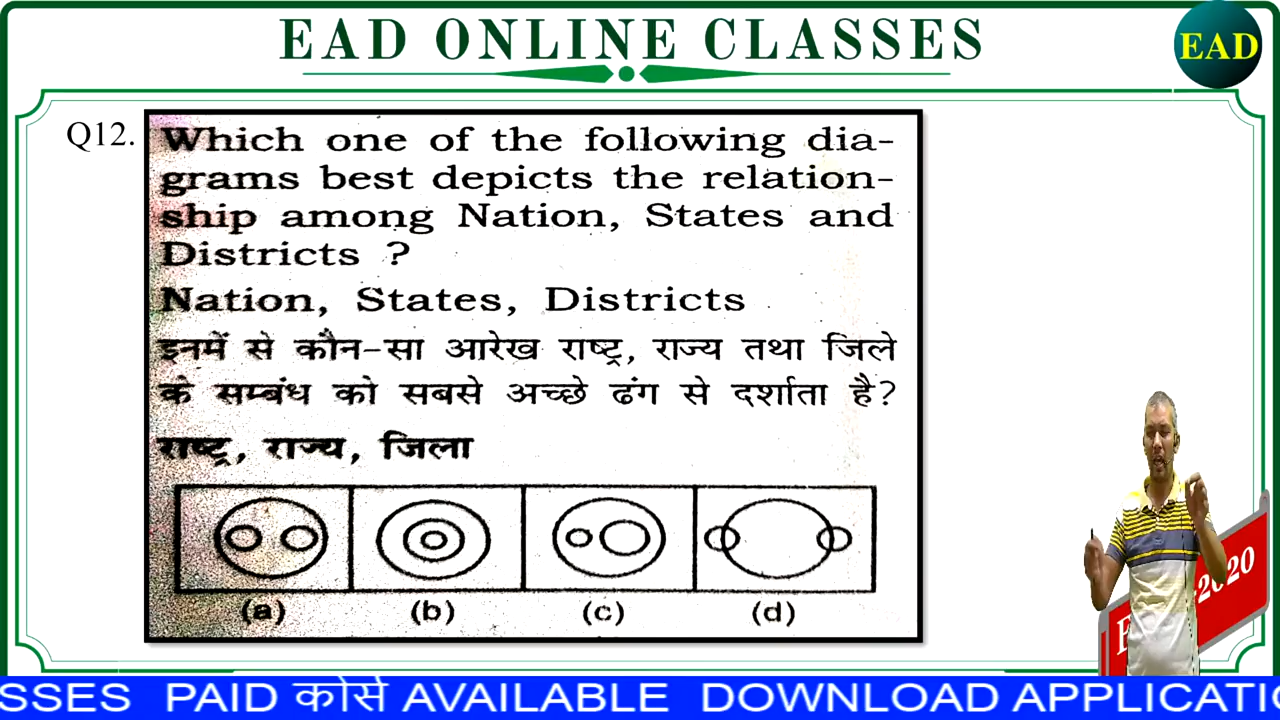 EAD ONLINE CLASSES
EAD
Q12.
Which one of the following dia-
grams best depicts the relation-
ship among Nation, States and
Districts ?
Nation, States, Districts
इनमें से कौन-सा आरेख राष्ट्र, राज्य तथा जिले
के सम्बंध को सबसे अच्छे ढंग से दर्शाता है?
राष्ट्र, राज्य, जिला
(a) (b) (c) (d)
2020
SSES PAID कोर्स AVAILABLE DOWNLOAD APPLICATI